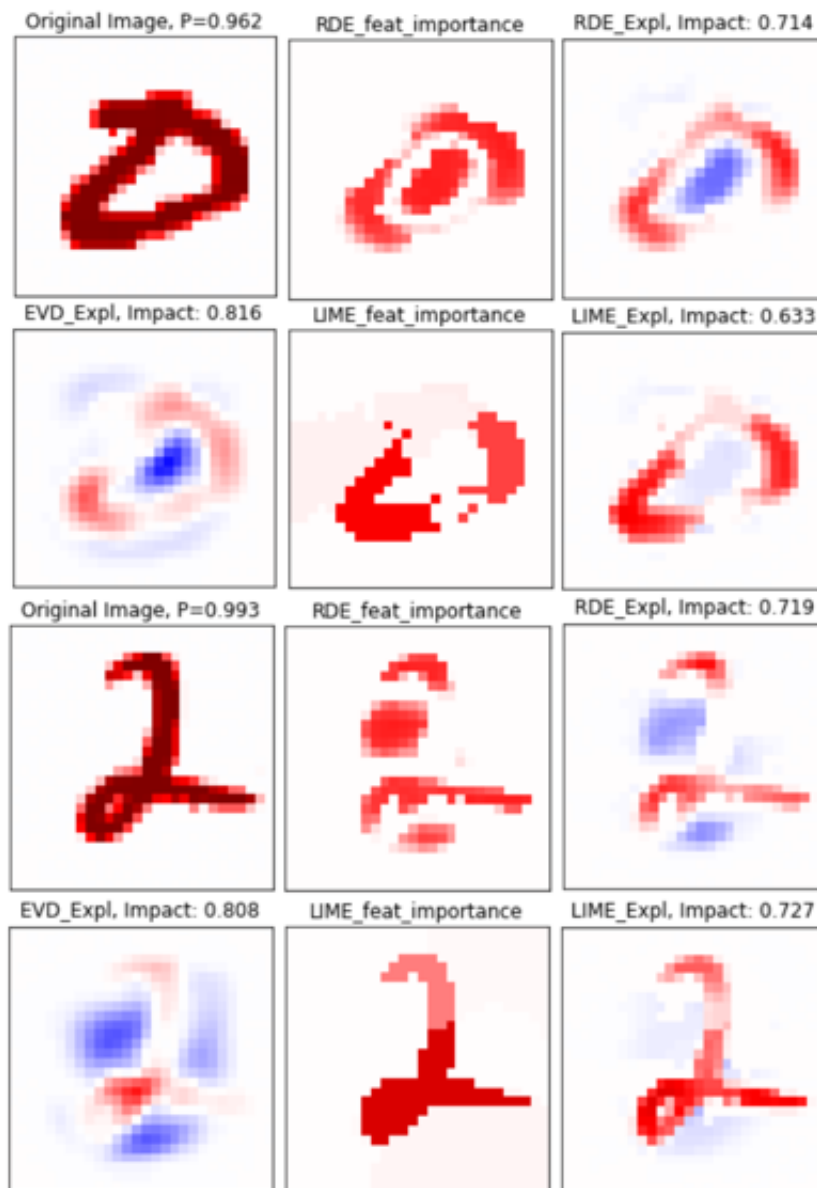 Original Image, P=0.962
RDE_feat_importance
RDE_Expl, Impact: 0.714
EVD_Expl, Impact: 0.816
LIME_feat_importance
LIME_Expl, Impact: 0.633
Original Image, P=0.993
RDE_feat_importance
RDE_Expl, Impact: 0.719
EVD_Expl, Impact: 0.808
LIME_feat_importance
LIME_Expl, Impact: 0.727